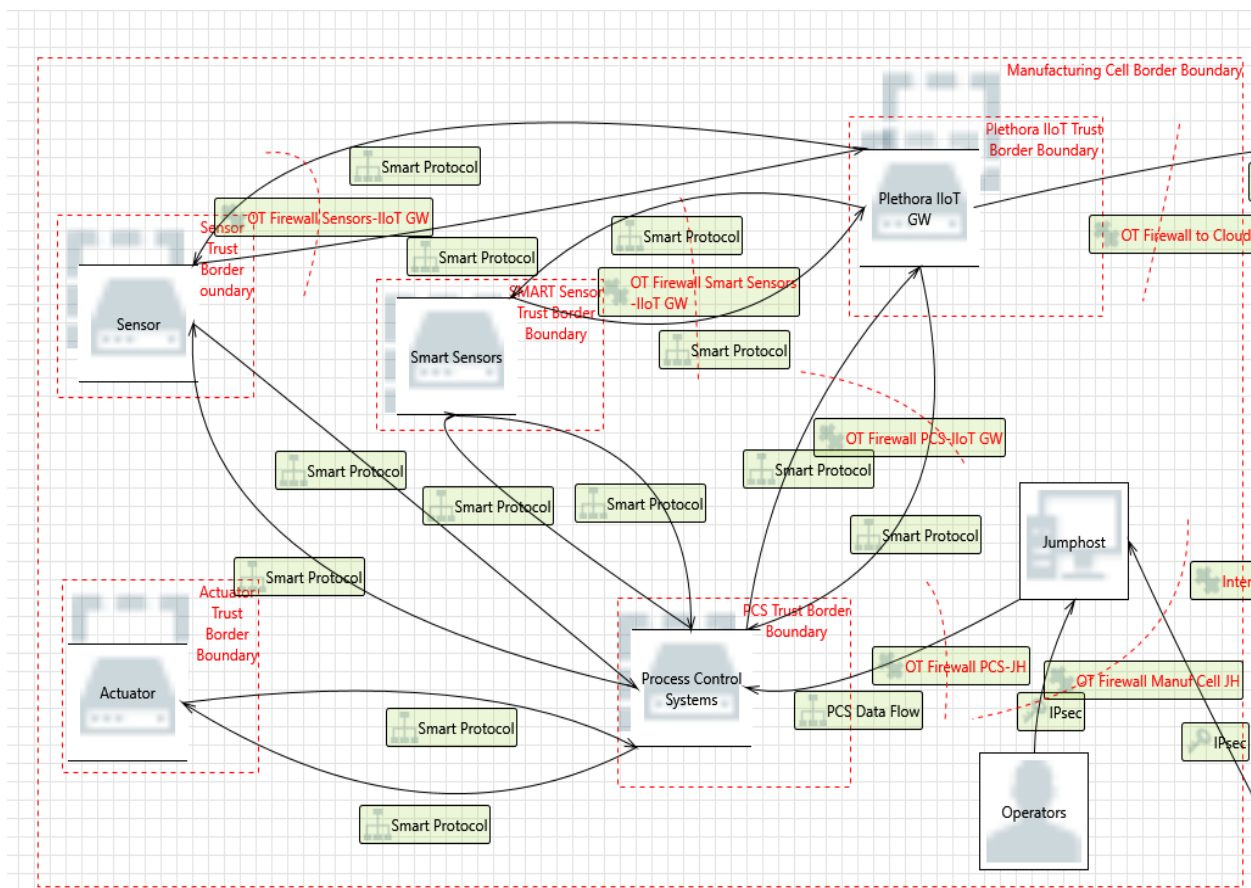 Manufacturing Cell Border Boundary
Plethora IIoT Trust
Border Boundary
Smart Protocol
Plethora IIoT
GW
OT Firewall Sensors-IIoT GW
Sensor
Trust
Border
oundary
Smart Protocol
Smart Protocol
OT Firewall to Cloud
OT Firewall Smart Sensors
-IIoT GW
SMART Sensor
Trust Border
Boundary
Sensor
Smart Sensors
Smart Protocol
OT Firewall PCS-IIoT GW
Smart Protocol
Smart Protocol
Smart Protocol
Smart Protocol
Smart Protocol
Jumphost
Smart Protocol
Inter
Actuator
Trust
Border
Boundary
PCS Trust Border
Boundary
OT Firewall PCS-JH
OT Firewall Manuf Cell JH
Actuator
Process Control
Systems
PCS Data Flow
IPsec
Smart Protocol
IPsec
Operators
Smart Protocol